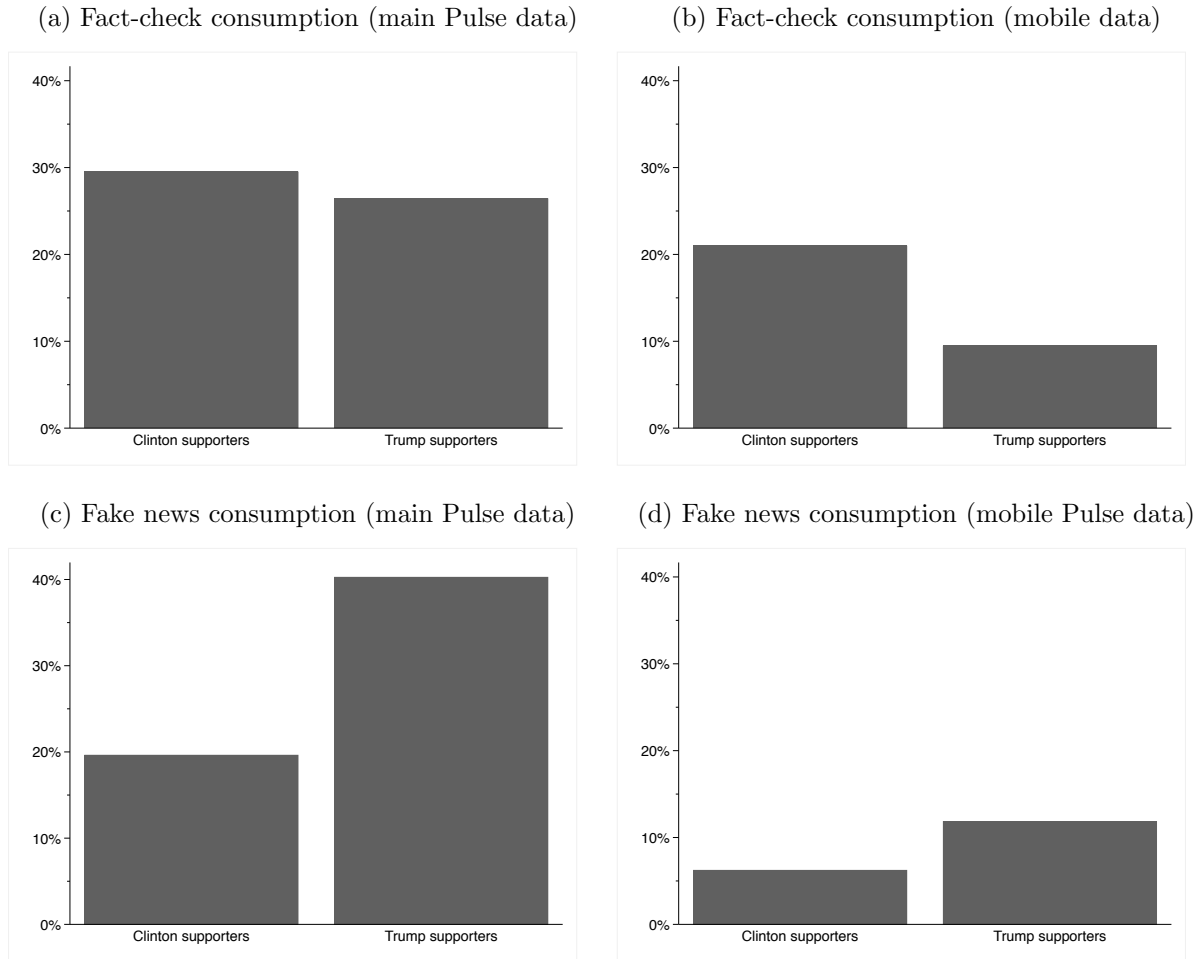 (a) Fact-check consumption (main Pulse data)
40%
30%
20%
10%
0%
Clinton supporters Trump supporters
(b) Fact-check consumption (mobile data)
40%
30%
20%
10%
0%
Clinton supporters Trump supporters
(c) Fake news consumption (main Pulse data)
40%
30%
20%
10%
0%
Clinton supporters Trump supporters
(d) Fake news consumption (mobile Pulse data)
40%
30%
20%
10%
0%
Clinton supporters Trump supporters